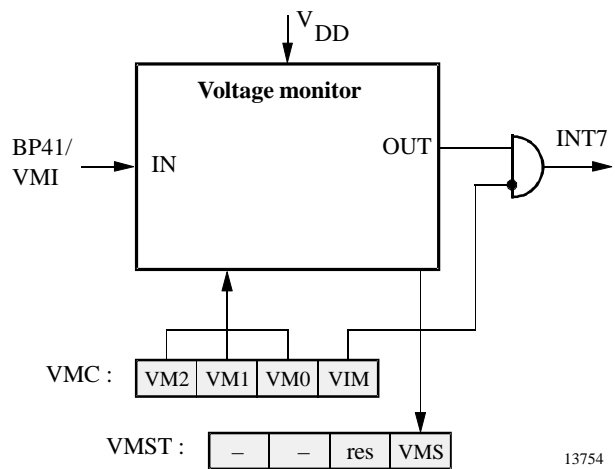 V DD
Voltage monitor
BP41/
VMI
IN
OUT
INT7
VMC : VM2 VM1 VM0 VIM
VMST : – – res VMS
13754